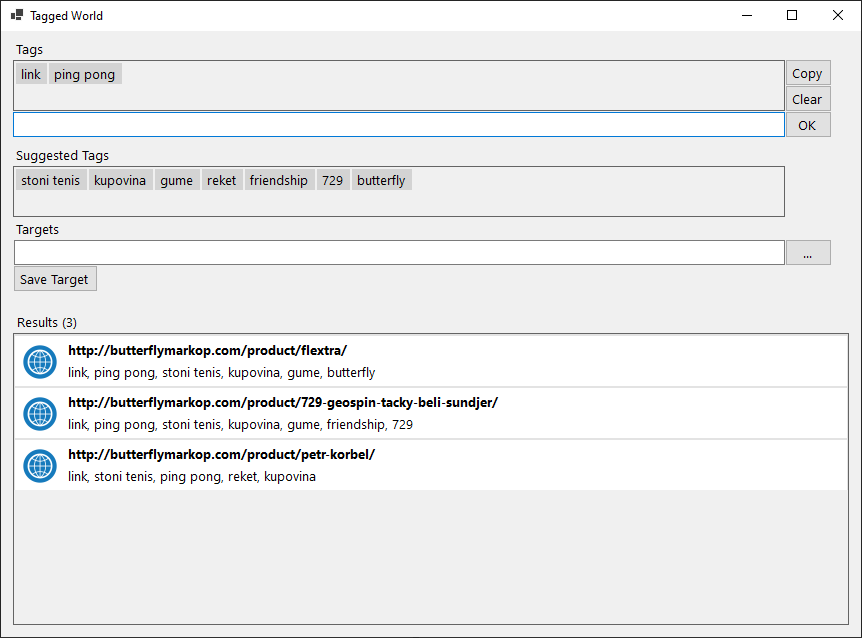 Tagged World
Tags
link ping pong
Copy
Clear
OK
Suggested Tags
stoni tenis kupovina gume reket friendship 729 butterfly
Targets
...
Save Target
Results (3)
http://butterflymarkop.com/product/flextra/
link, ping pong, stoni tenis, kupovina, gume, butterfly
http://butterflymarkop.com/product/729-geospin-tacky-beli-sundjer/
link, ping pong, stoni tenis, kupovina, gume, friendship, 729
http://butterflymarkop.com/product/petr-korbel/
link, stoni tenis, ping pong, reket, kupovina